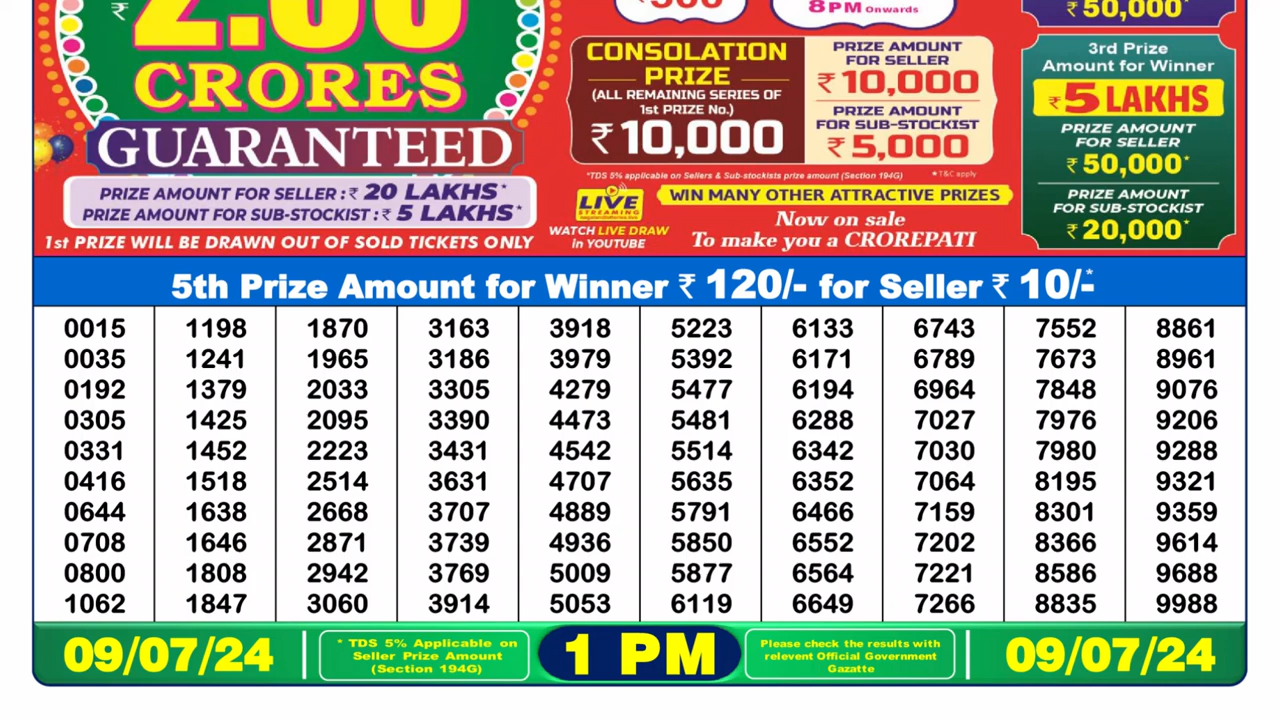 ₹ 2.00
CRORES
GUARANTEED
PRIZE AMOUNT FOR SELLER : ₹ 20 LAKHS*
PRIZE AMOUNT FOR SUB-STOCKIST : ₹ 5 LAKHS*
1st PRIZE WILL BE DRAWN OUT OF SOLD TICKETS ONLY
₹500
8PM Onwards
₹50,000*
CONSOLATION
PRIZE
(ALL REMAINING SERIES OF
1st PRIZE No.)
₹10,000
PRIZE AMOUNT
FOR SELLER
₹10,000
PRIZE AMOUNT
FOR SUB-STOCKIST
₹5,000
*TDS 5% applicable on Sellers & Sub-stockists prize amount (Section 194G)
*T&C apply
LIVE
STREAMING
WATCH LIVE DRAW
in YOUTUBE
WIN MANY OTHER ATTRACTIVE PRIZES
Now on sale
To make you a CROREPATI
3rd Prize
Amount for Winner
₹5 LAKHS
PRIZE AMOUNT
FOR SELLER
₹50,000*
PRIZE AMOUNT
FOR SUB-STOCKIST
₹20,000*
5th Prize Amount for Winner ₹ 120/- for Seller ₹ 10/-*
0015 1198 1870 3163 3918 5223 6133 6743 7552 8861
0035 1241 1965 3186 3979 5392 6171 6789 7673 8961
0192 1379 2033 3305 4279 5477 6194 6964 7848 9076
0305 1425 2095 3390 4473 5481 6288 7027 7976 9206
0331 1452 2223 3431 4542 5514 6342 7030 7980 9288
0416 1518 2514 3631 4707 5635 6352 7064 8195 9321
0644 1638 2668 3707 4889 5791 6466 7159 8301 9359
0708 1646 2871 3739 4936 5850 6552 7202 8366 9614
0800 1808 2942 3769 5009 5877 6564 7221 8586 9688
1062 1847 3060 3914 5053 6119 6649 7266 8835 9988
09/07/24
* TDS 5% Applicable on
Seller Prize Amount
(Section 194G)
1 PM
Please check the results with
relevent Official Government
Gazatte
09/07/24